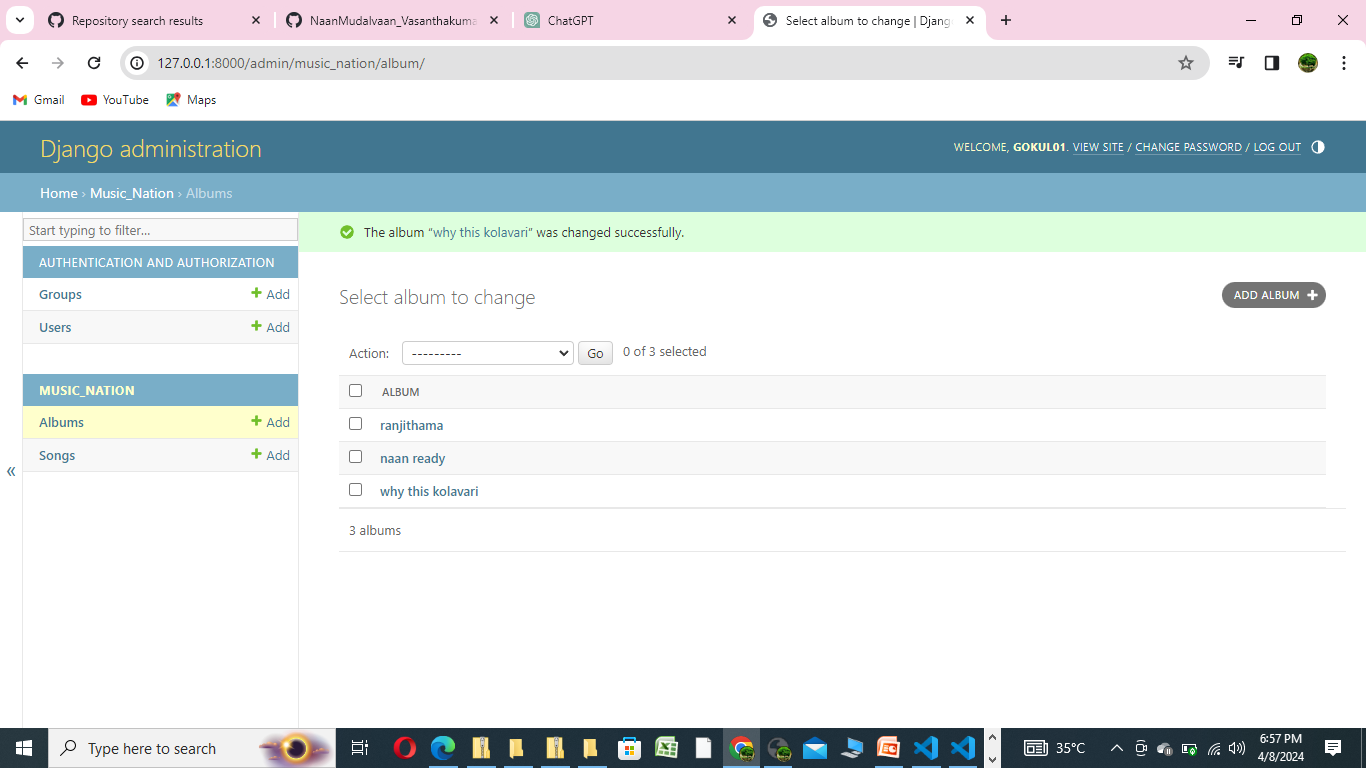 Repository search results
NaanMudalvaan_Vasanthakuma
ChatGPT
Select album to change | Djang
127.0.0.1:8000/admin/music_nation/album/
Gmail
YouTube
Maps
Django administration
WELCOME, GOKUL01. VIEW SITE / CHANGE PASSWORD / LOG OUT
Home › Music_Nation › Albums
Start typing to filter...
The album “why this kolavari” was changed successfully.
AUTHENTICATION AND AUTHORIZATION
Groups
Add
Users
Add
MUSIC_NATION
Albums
Add
Songs
Add
«
Select album to change
ADD ALBUM
Action:
---------
Go
0 of 3 selected
ALBUM
ranjithama
naan ready
why this kolavari
3 albums
Type here to search
35°C
6:57 PM
4/8/2024